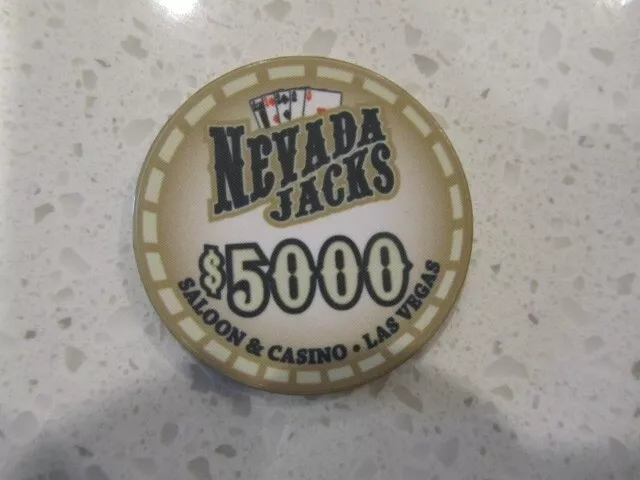 NEVADA
JACKS
$5000
SALOON & CASINO • LAS VEGAS